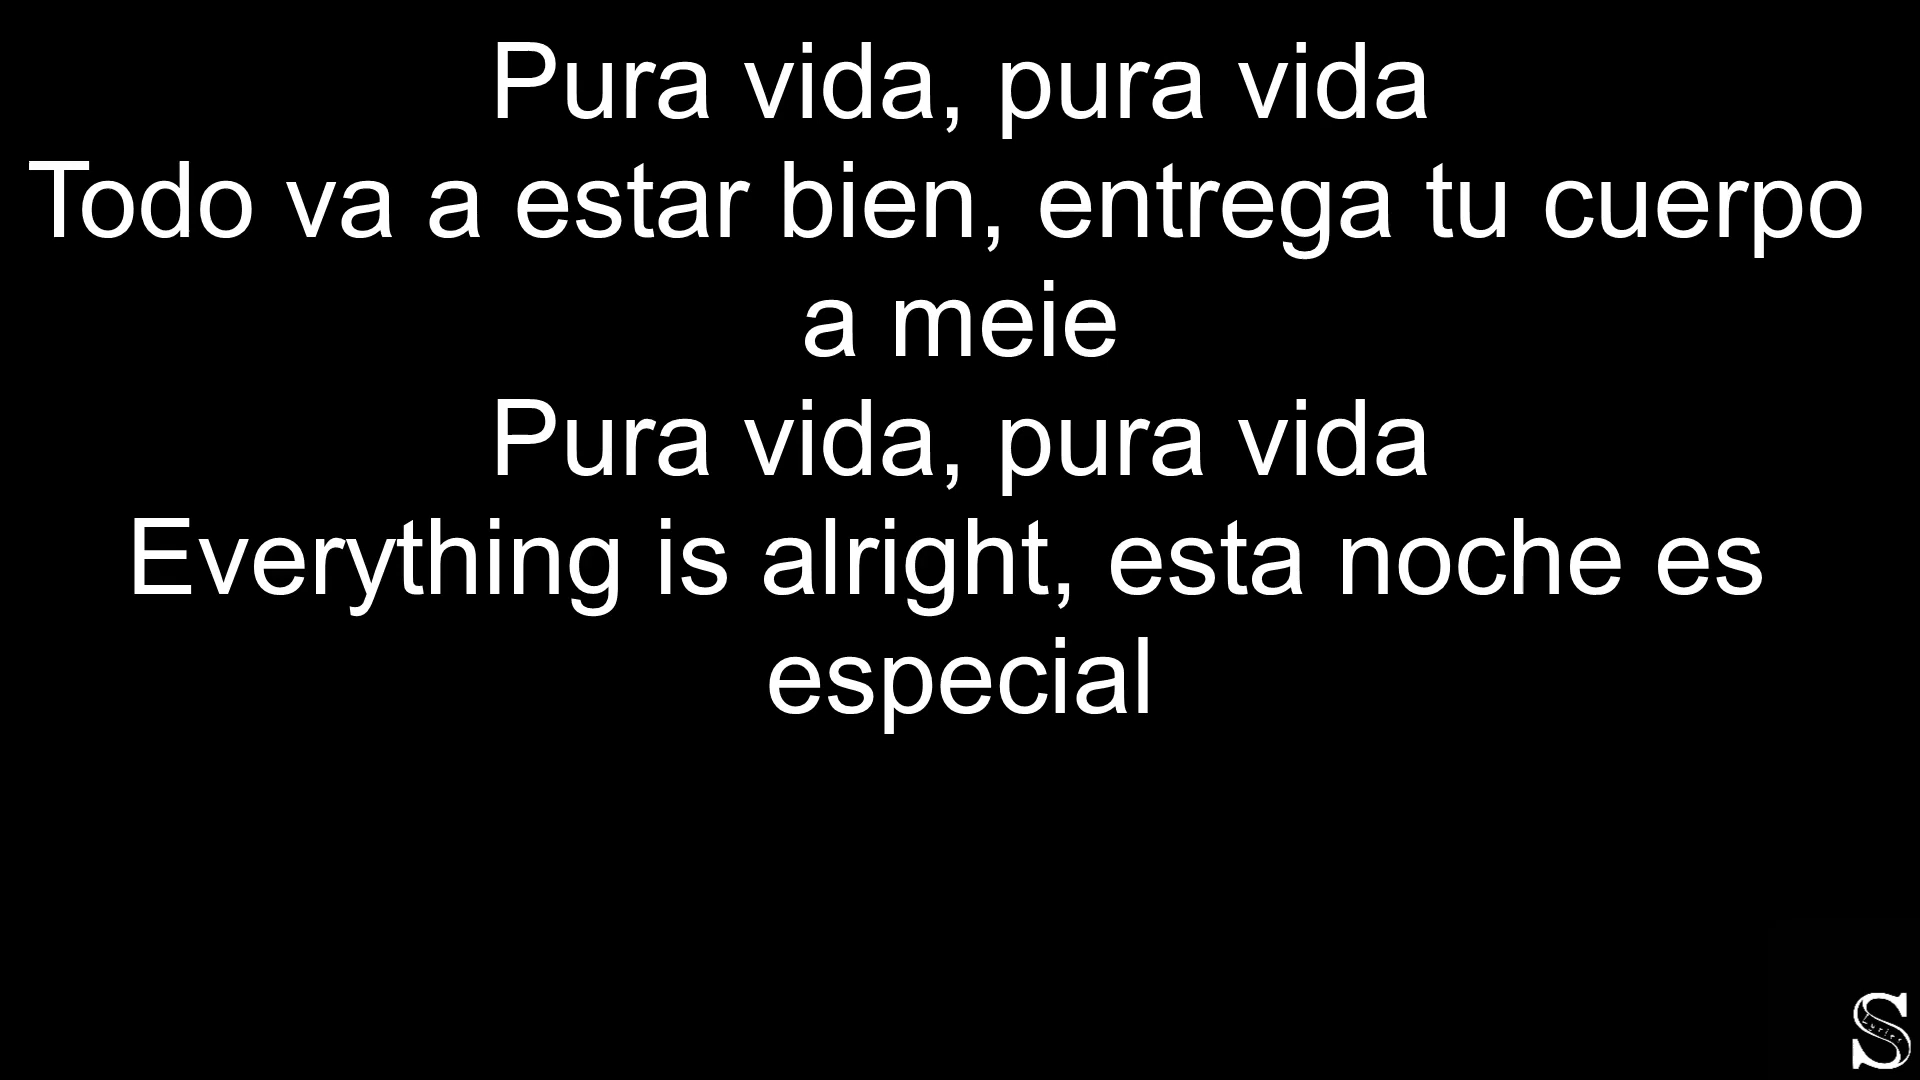 Pura vida, pura vida
Todo va a estar bien, entrega tu cuerpo
a meie
Pura vida, pura vida
Everything is alright, esta noche es
especial
S